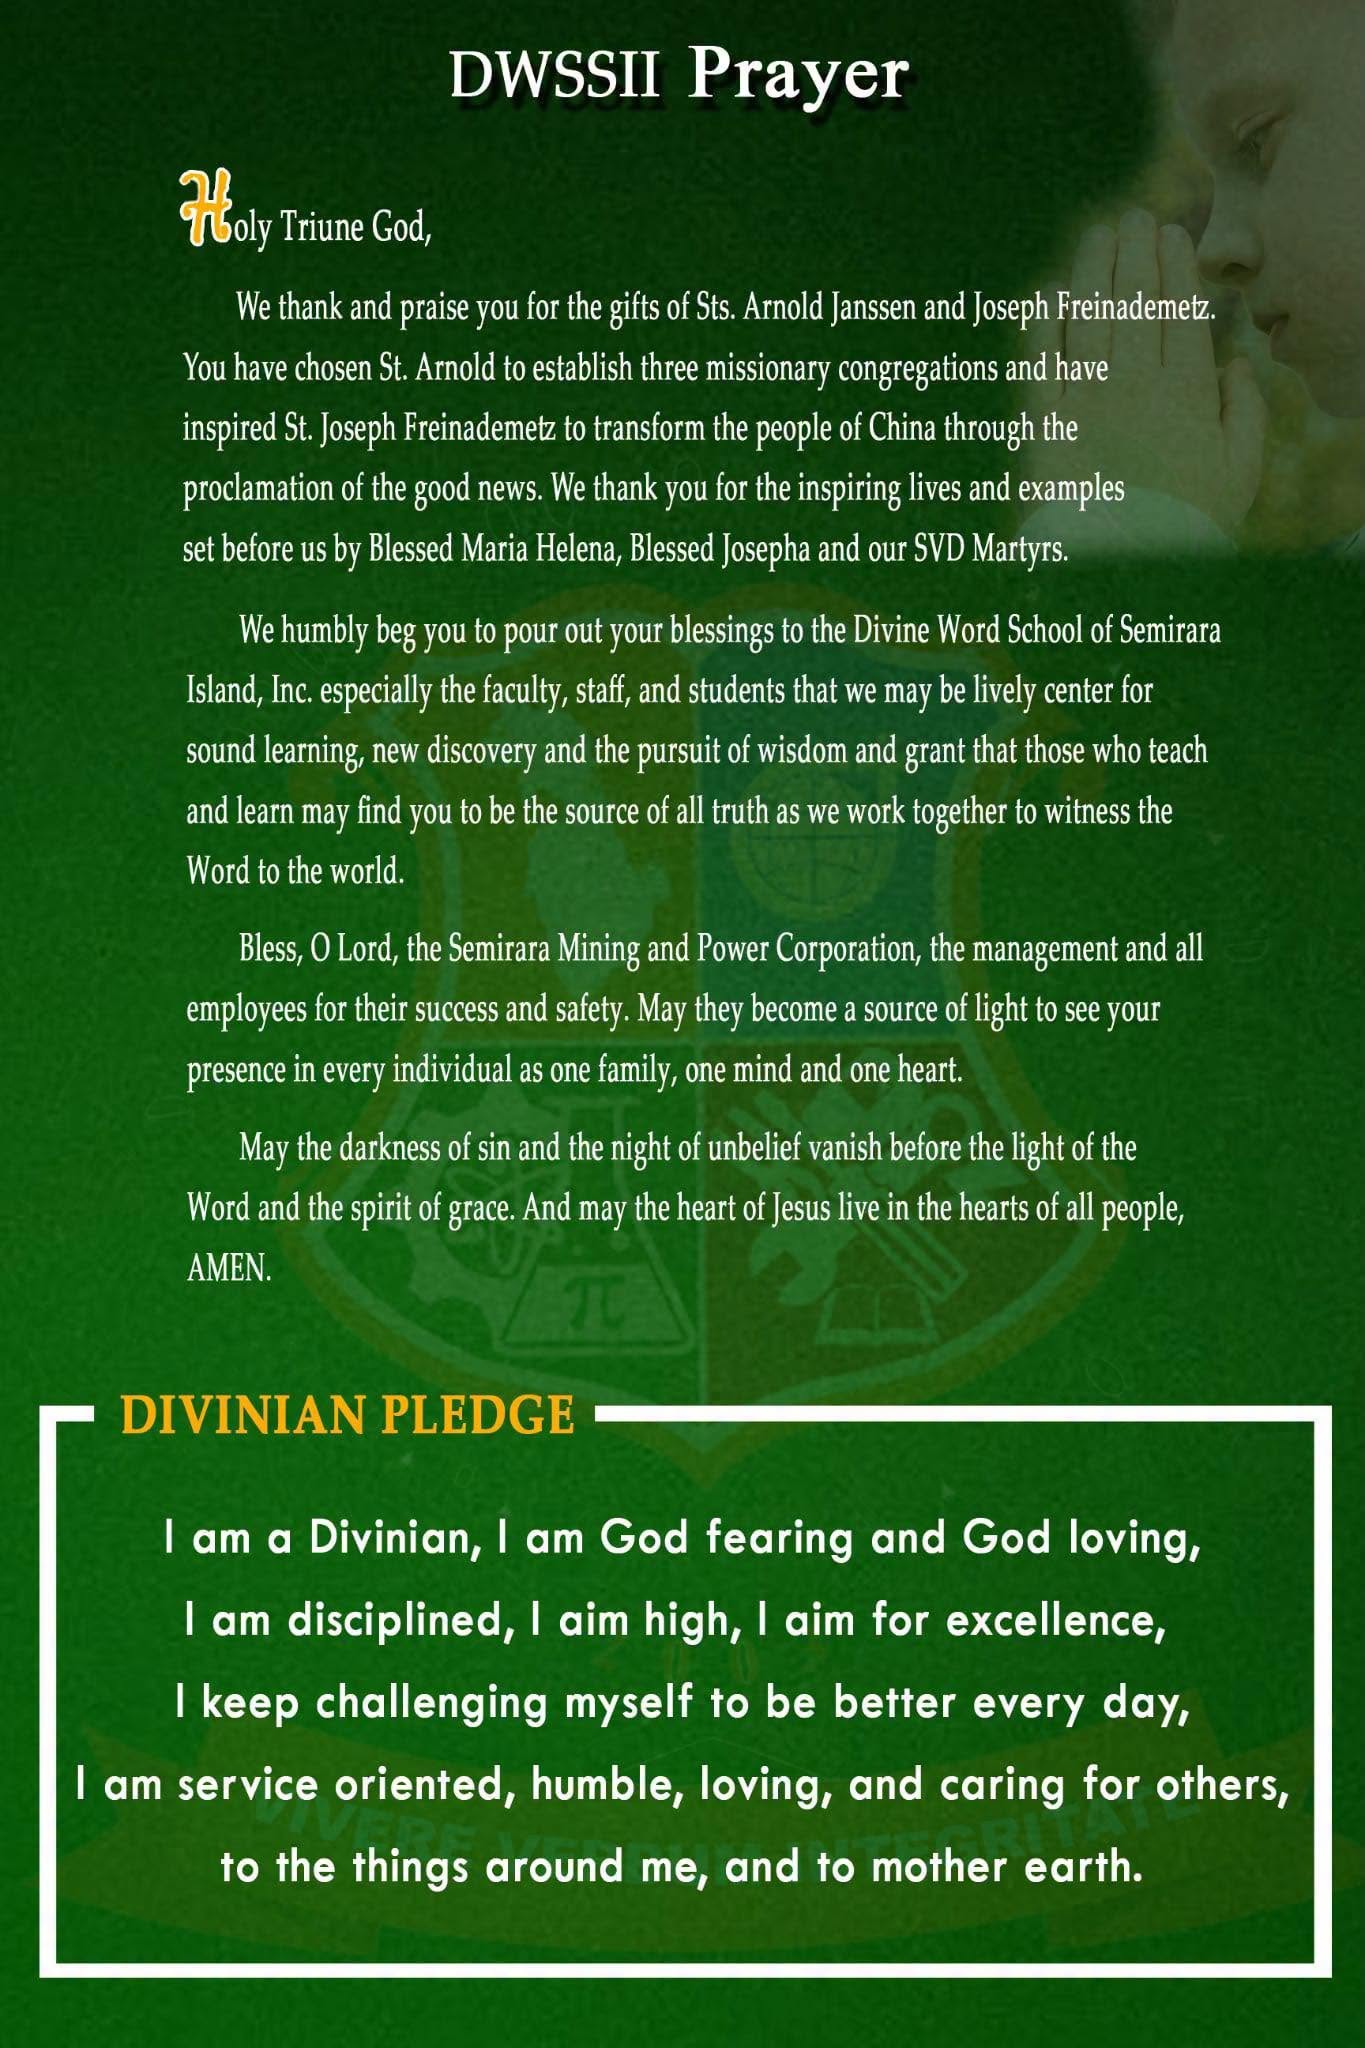 DWSSII Prayer
Holy Triune God,
We thank and praise you for the gifts of Sts. Arnold Janssen and Joseph Freinademetz.
You have chosen St. Arnold to establish three missionary congregations and have
inspired St. Joseph Freinademetz to transform the people of China through the
proclamation of the good news. We thank you for the inspiring lives and examples
set before us by Blessed Maria Helena, Blessed Josepha and our SVD Martyrs.
We humbly beg you to pour out your blessings to the Divine Word School of Semirara
Island, Inc. especially the faculty, staff, and students that we may be lively center for
sound learning, new discovery and the pursuit of wisdom and grant that those who teach
and learn may find you to be the source of all truth as we work together to witness the
Word to the world.
Bless, O Lord, the Semirara Mining and Power Corporation, the management and all
employees for their success and safety. May they become a source of light to see your
presence in every individual as one family, one mind and one heart.
May the darkness of sin and the night of unbelief vanish before the light of the
Word and the spirit of grace. And may the heart of Jesus live in the hearts of all people,
AMEN.
π
DIVINIAN PLEDGE
I am a Divinian, I am God fearing and God loving,
I am disciplined, I aim high, I aim for excellence,
I keep challenging myself to be better every day,
I am service oriented, humble, loving, and caring for others,
to the things around me, and to mother earth.
VIVERE INTEGRITATE